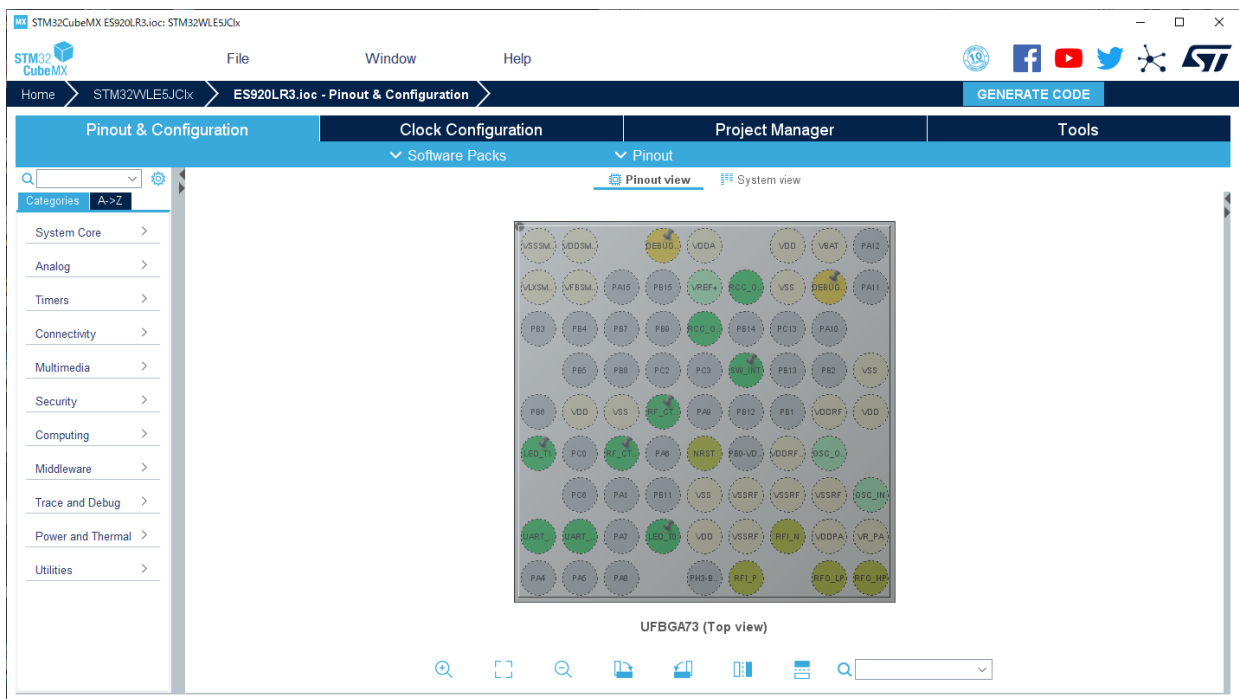 MX STM32CubeMX ES920LR3.ioc: STM32WLE5JCIx
STM32 CubeMX File Window Help 10
Home STM32WLE5JCIx ES920LR3.ioc - Pinout & Configuration GENERATE CODE
Pinout & Configuration Clock Configuration Project Manager Tools
Software Packs Pinout
Pinout view System view
Categories A->Z
System Core
Analog
Timers
Connectivity
Multimedia
Security
Computing
Middleware
Trace and Debug
Power and Thermal
Utilities
VSSSM.. VDDSM.. DEBUG.. VDDA VDD VBAT PA12
VLXSM.. VFBSM.. PA15 PB15 VREF+ RCC_O.. VSS DEBUG.. PA11
PB3 PB4 PB7 PB9 RCC_O.. PB14 PC13 PA10
PB5 PB8 PC2 PC3 SW_INT PB13 PB2 VSS
PB6 VDD VSS RF_CT.. PA9 PB12 PB1 VDDRF.. VDD
LED_T1 PC0 RF_CT.. NRST PB0-VD.. VDDRF.. OSC_O..
PA1 PB11 VSS VSSRF VSSRF VSSRF OSC_IN
UART_.. UART_.. PA7 LED_T0 VDD VSSRF RFI_N VDDPA VR_PA
PA4 PH3-B.. RFI_P RFO_LP RFO_HP
UFBGA73 (Top view)